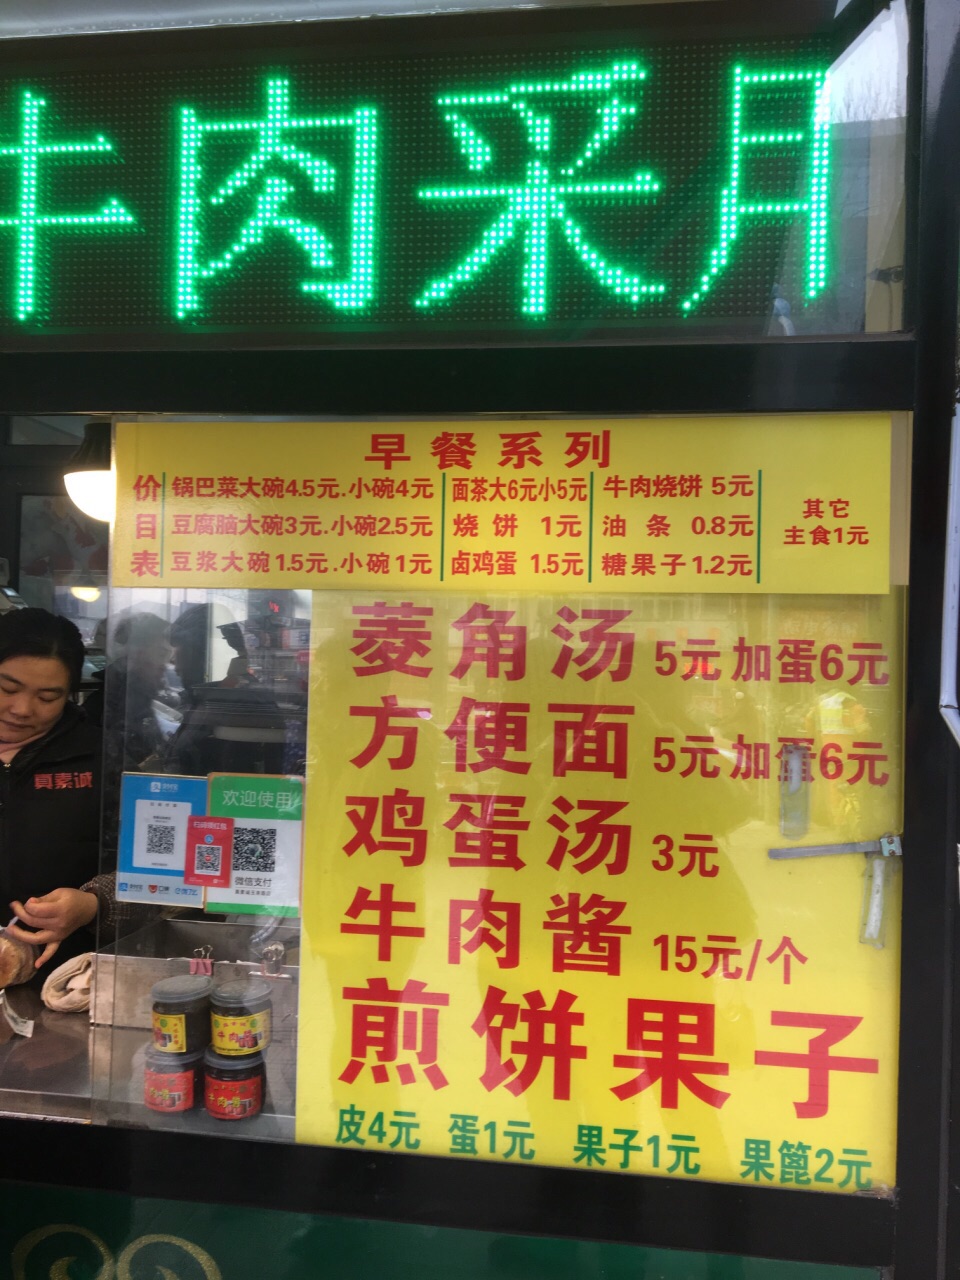 牛肉采用
早餐系列
价目表
锅巴菜大碗4.5元.小碗4元
豆腐脑大碗3元.小碗2.5元
豆浆大碗1.5元.小碗1元
面茶大6元小5元
烧饼 1元
卤鸡蛋 1.5元
牛肉烧饼 5元
油条 0.8元
糖果子1.2元
其它
主食1元
菱角汤 5元 加蛋6元
方便面 5元 加蛋6元
鸡蛋汤 3元
牛肉酱 15元/个
煎饼果子
皮4元 蛋1元 果子1元 果篦2元
真素诚
欢迎使用
微信支付
牛肉酱